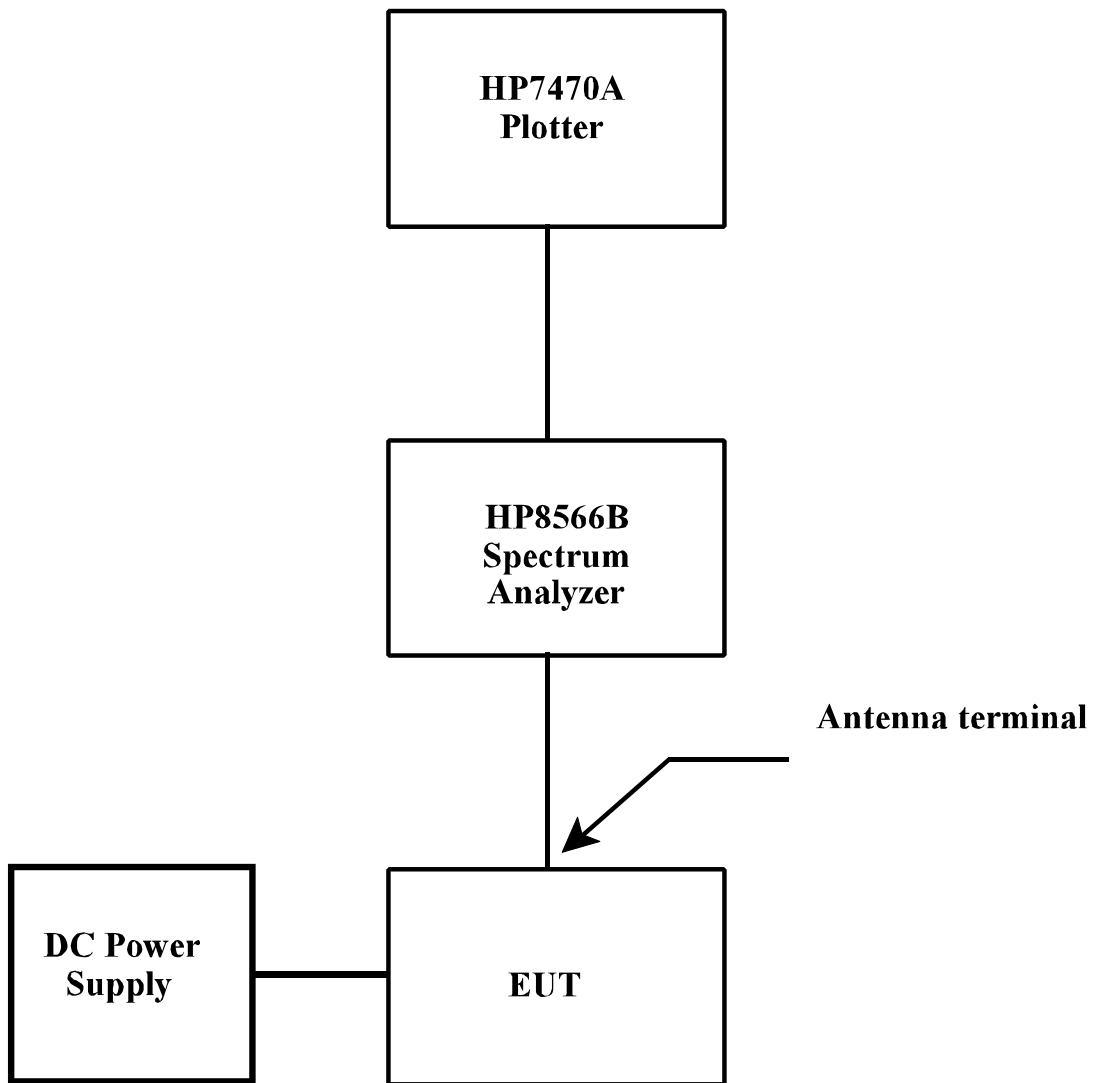 HP7470A
Plotter
HP8566B
Spectrum
Analyzer
Antenna terminal
DC Power
Supply
EUT